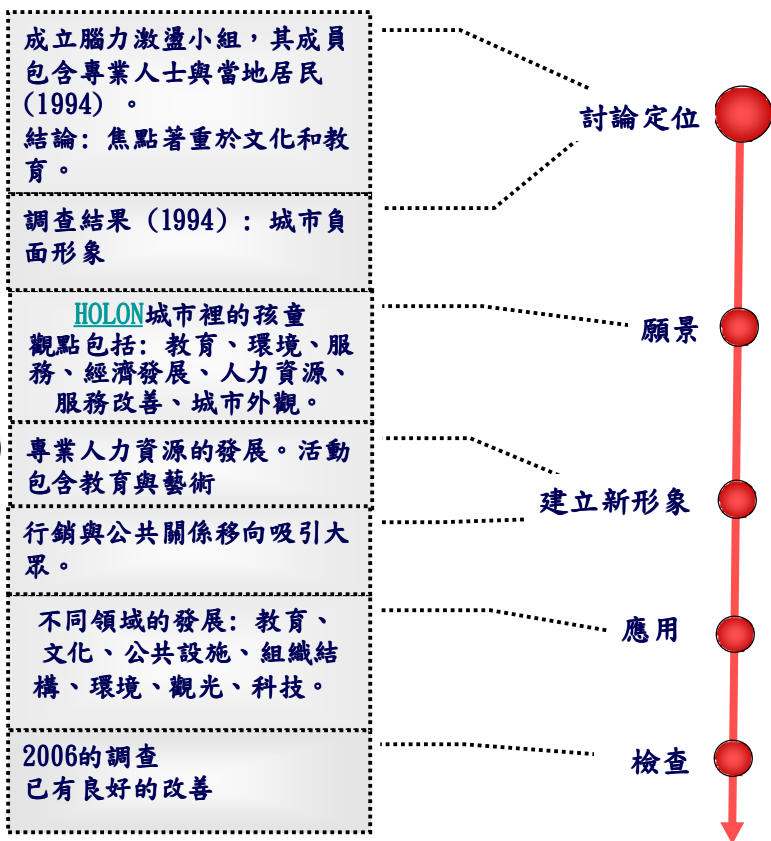 成立腦力激盪小組，其成員
包含專業人士與當地居民
(1994) 。
結論: 焦點著重於文化和教
育。
討論定位
調查結果 (1994) : 城市負
面形象
HOLON城市裡的孩童
觀點包括: 教育、環境、服
務、經濟發展、人力資源、
服務改善、城市外觀。
願景
專業人力資源的發展。活動
包含教育與藝術
建立新形象
行銷與公共關係移向吸引大
眾。
不同領域的發展: 教育、
文化、公共設施、組織結
構、環境、觀光、科技。
應用
2006的調查
已有良好的改善
檢查